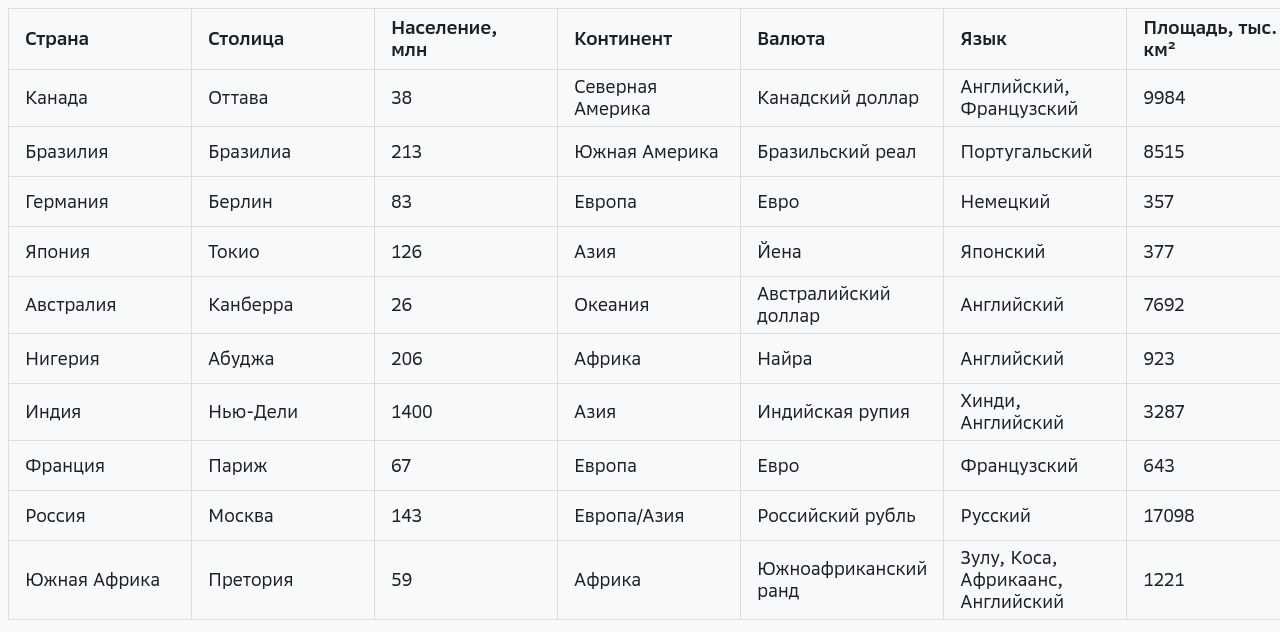 Страна Столица Население, млн Континент Валюта Язык Площадь, тыс. км²
Канада Оттава 38 Северная Америка Канадский доллар Английский, Французский 9984
Бразилия Бразилиа 213 Южная Америка Бразильский реал Португальский 8515
Германия Берлин 83 Европа Евро Немецкий 357
Япония Токио 126 Азия Йена Японский 377
Австралия Канберра 26 Океания Австралийский доллар Английский 7692
Нигерия Абуджа 206 Африка Найра Английский 923
Индия Нью-Дели 1400 Азия Индийская рупия Хинди, Английский 3287
Франция Париж 67 Европа Евро Французский 643
Россия Москва 143 Европа/Азия Российский рубль Русский 17098
Южная Африка Претория 59 Африка Южноафриканский ранд Зулу, Коса, Африкаанс, Английский 1221